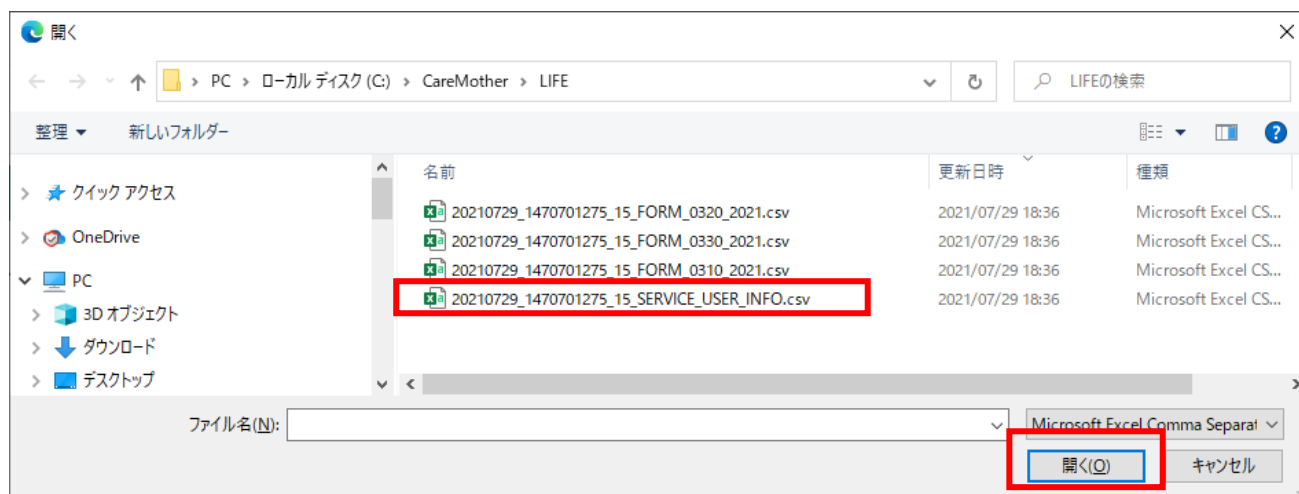 開く
PC > ローカル ディスク (C:) > CareMother > LIFE
LIFEの検索
整理 新しいフォルダー
名前 更新日時 種類
クイック アクセス
OneDrive
PC
3D オブジェクト
ダウンロード
デスクトップ
20210729_1470701275_15_FORM_0320_2021.csv 2021/07/29 18:36 Microsoft Excel CS...
20210729_1470701275_15_FORM_0330_2021.csv 2021/07/29 18:36 Microsoft Excel CS...
20210729_1470701275_15_FORM_0310_2021.csv 2021/07/29 18:36 Microsoft Excel CS...
20210729_1470701275_15_SERVICE_USER_INFO.csv 2021/07/29 18:36 Microsoft Excel CS...
ファイル名(N):
Microsoft Excel Comma Separat
開く(O) キャンセル